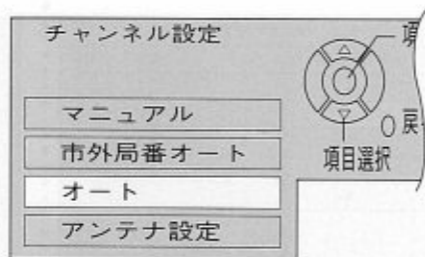 チャンネル設定
マニュアル
市外局番オート
オート
アンテナ設定
項
戻
項目選択